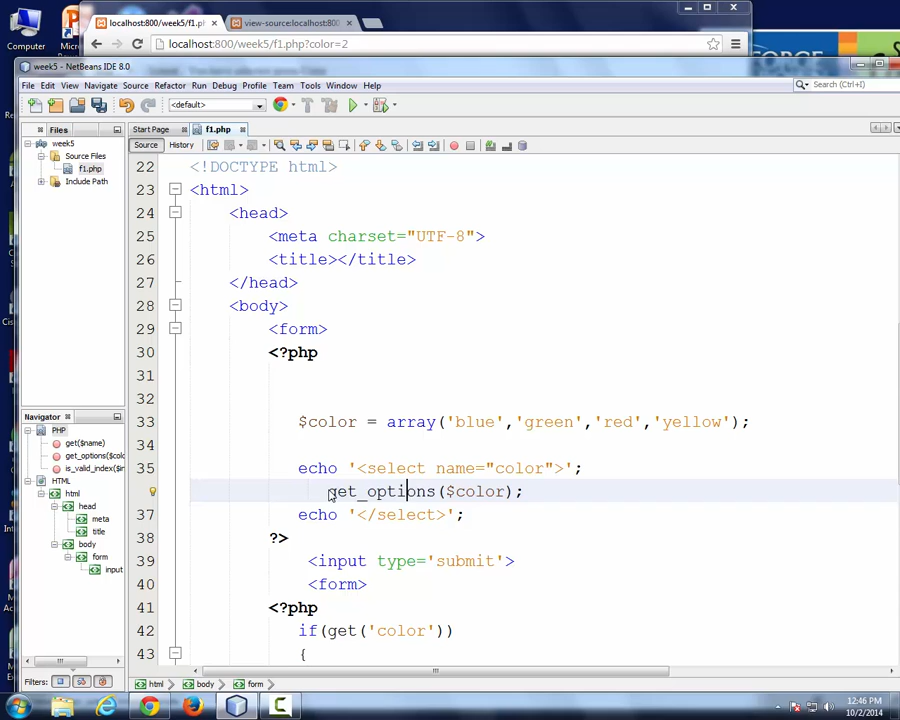 localhost:800/week5/f1.ph
view-source:localhost:800
localhost:800/week5/f1.php?color=2
Computer
Micro
week5 - NetBeans IDE 8.0
File Edit View Navigate Source Refactor Run Debug Profile Team Tools Window Help
Search (Ctrl+I)
<default>
Files
Start Page
f1.php
week5
Source Files
f1.php
Include Path
Source History
22 <!DOCTYPE html>
23 <html>
24 <head>
25 <meta charset="UTF-8">
26 <title></title>
27 </head>
28 <body>
29 <form>
30 <?php
31
32
33 $color = array('blue','green','red','yellow');
34
35 echo '<select name="color">';
get_options($color);
37 echo '</select>';
38 ?>
39 <input type='submit'>
40 <form>
41 <?php
42 if(get('color'))
43 {
Navigator
PHP
get($name)
get_options($co
is_valid_index($in
HTML
html
head
meta
title
body
form
input
Filters:
html body form
12:46 PM
10/2/2014